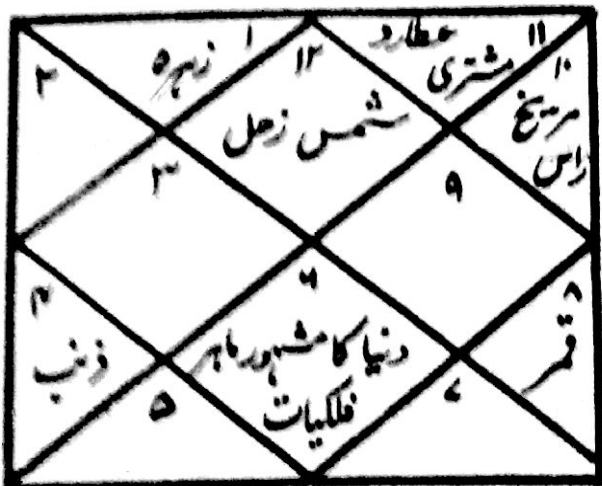 ۱۱ عطارد ۱۲ ۱ زہرہ ۲
مشتری ۱۰
شمس زحل
مریخ
راس
۹ ۳
۸ ۶ ۴
قمر
دنیا کا مشہور ماہر
ذنب
فلکیات
۷ ۵